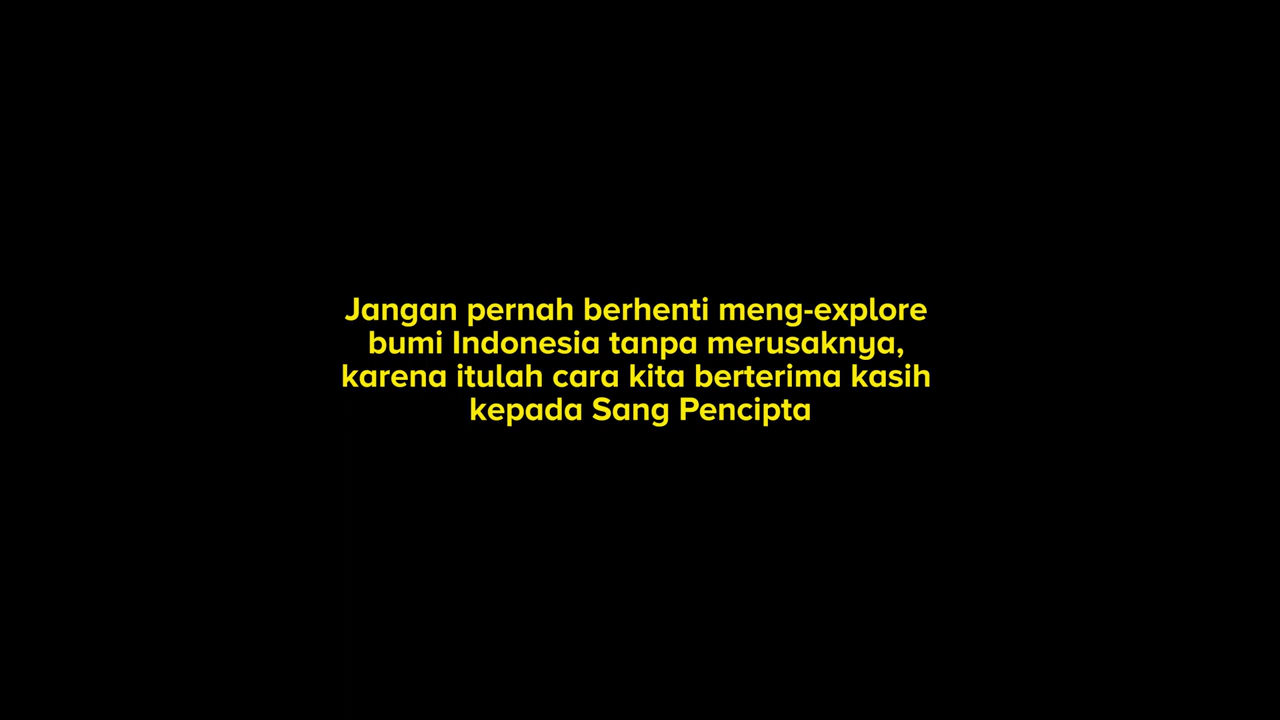 Jangan pernah berhenti meng-explore
bumi Indonesia tanpa merusaknya,
karena itulah cara kita berterima kasih
kepada Sang Pencipta